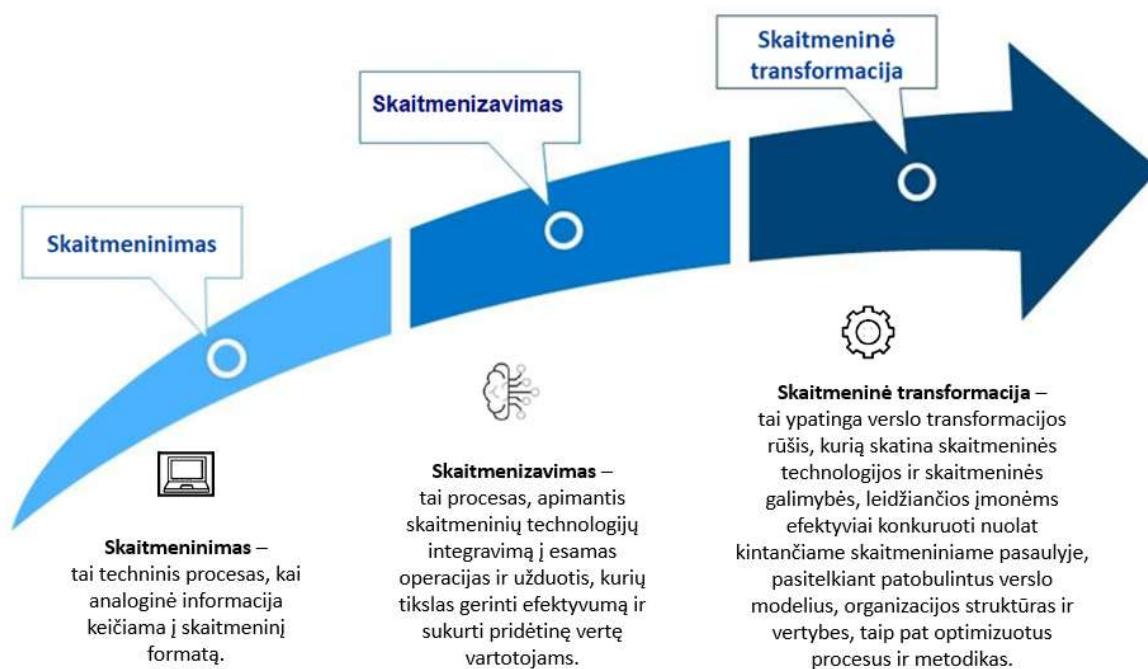 Skaitmeninė
transformacija
Skaitmenizavimas
Skaitmeninimas
Skaitmeninimas –
tai techninis procesas, kai
analoginė informacija
keičiama į skaitmeninį
formatą.
Skaitmenizavimas –
tai procesas, apimantis
skaitmeninių technologijų
integravimą į esamas
operacijas ir užduotis, kurių
tikslas gerinti efektyvumą ir
sukurti pridėtinę vertę
vartotojams.
Skaitmeninė transformacija –
tai ypatinga verslo transformacijos
rūšis, kurią skatina skaitmeninės
technologijos ir skaitmeninės
galimybės, leidžiančios įmonėms
efektyviai konkuruoti nuolat
kintančiame skaitmeniniame pasaulyje,
pasitelkiant patobulintus verslo
modelius, organizacijos struktūras ir
vertybes, taip pat optimizuotus
procesus ir metodikas.